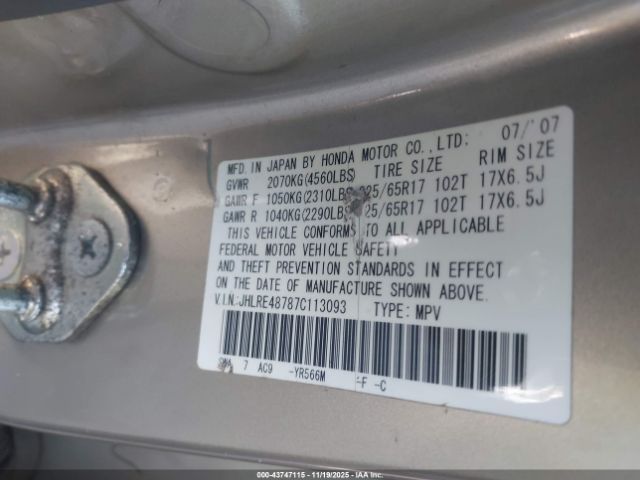 MFD. IN JAPAN BY HONDA MOTOR CO., LTD: 07/'07
GVWR 2070KG(4560LBS) TIRE SIZE RIM SIZE
GAWR F 1050KG(2310LBS 225/65R17 102T 17X6.5J
GAWR R 1040KG(2290LBS 225/65R17 102T 17X6.5J
THIS VEHICLE CONFORMS TO ALL APPLICABLE
FEDERAL MOTOR VEHICLE SAFETY
AND THEFT PREVENTION STANDARDS IN EFFECT
ON THE DATE OF MANUFACTURE SHOWN ABOVE.
V.I.N.:JHLRE48787C113093 TYPE: MPV
7 AC9 -YR566M -F -C
000-43747115 - 11/19/2025 - IAAI.COM